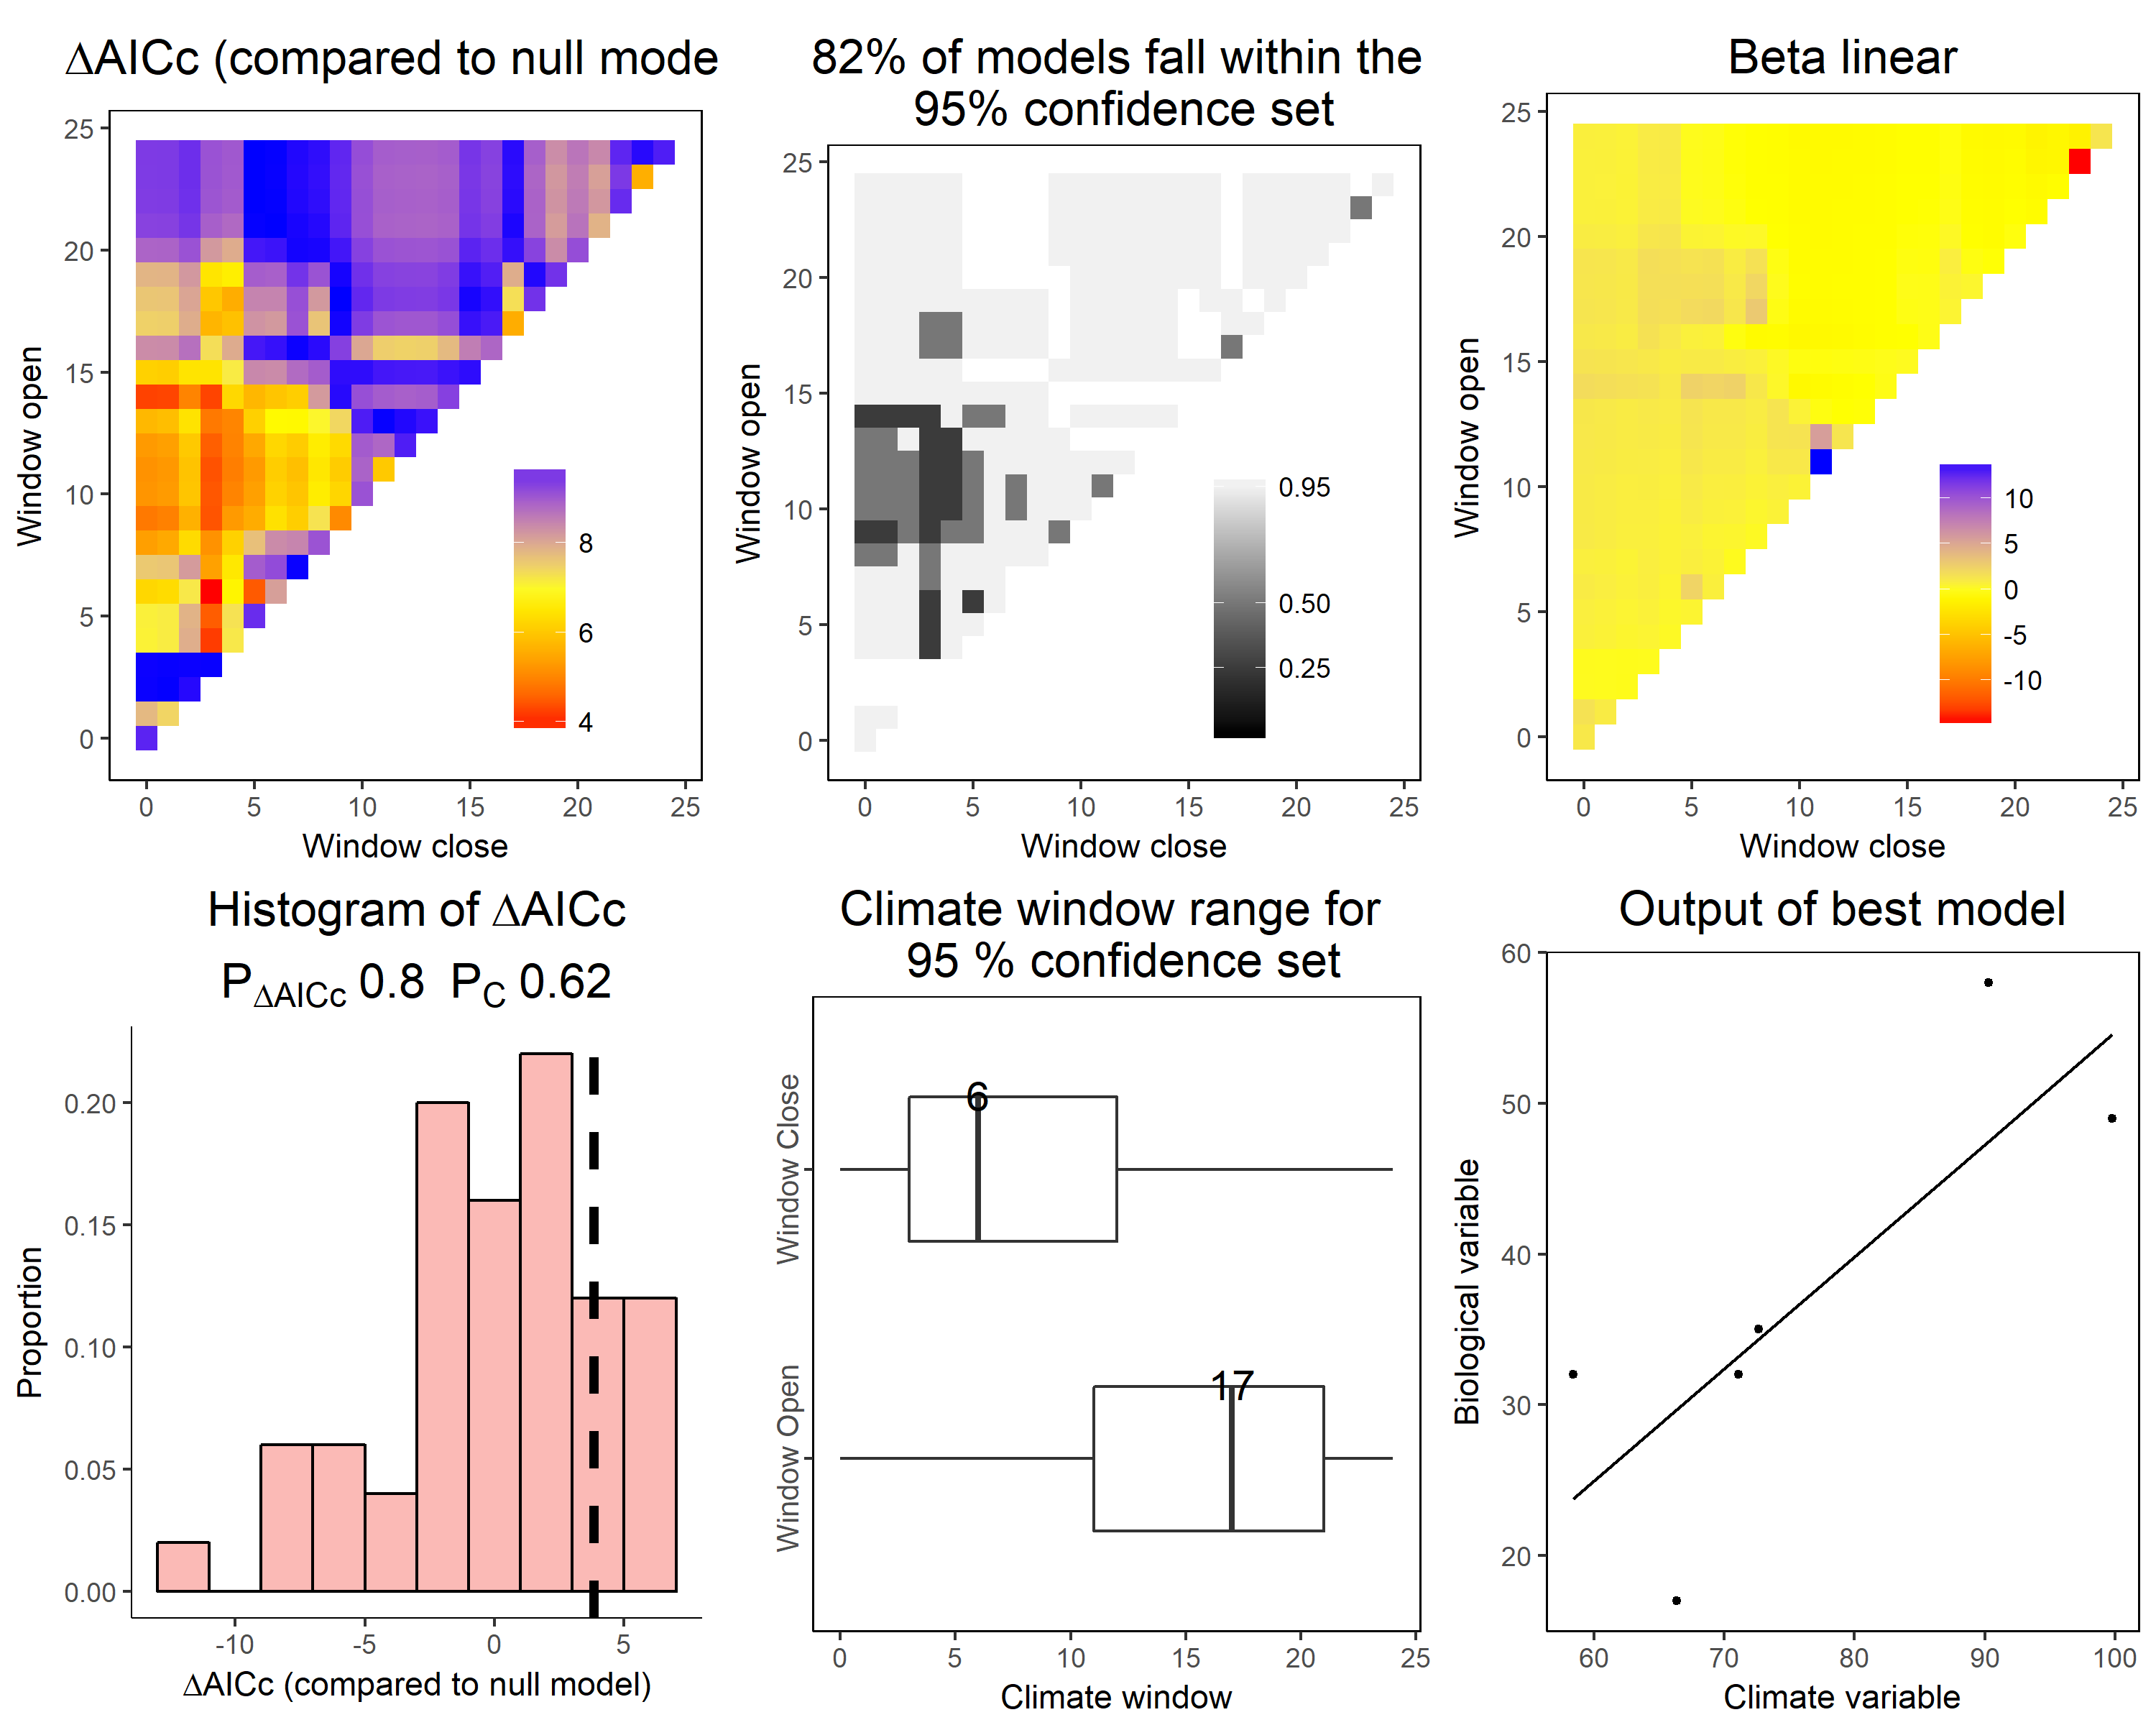 ΔAICc (compared to null mode
25
20
15
10
5
0
Window open
8
6
4
0 5 10 15 20 25
Window close
82% of models fall within the
95% confidence set
25
20
15
10
5
0
Window open
0.95
0.50
0.25
0 5 10 15 20 25
Window close
Beta linear
25
20
15
10
5
0
Window open
10
5
0
-5
-10
0 5 10 15 20 25
Window close
Histogram of ΔAICc
PΔAICc 0.8 PC 0.62
0.20
0.15
0.10
0.05
0.00
Proportion
-10 -5 0 5
ΔAICc (compared to null model)
Climate window range for
95 % confidence set
Window Close
6
Window Open
17
0 5 10 15 20 25
Climate window
Output of best model
60
50
40
30
20
Biological variable
60 70 80 90 100
Climate variable